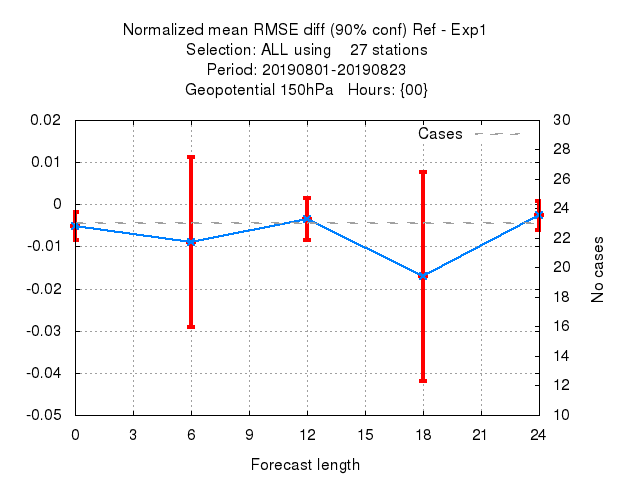 Normalized mean RMSE diff (90% conf) Ref - Exp1
Selection: ALL using    27 stations
Period: 20190801-20190823
Geopotential 150hPa   Hours: {00}
0.02
0.01
0
-0.01
-0.02
-0.03
-0.04
-0.05
Cases
30
28
26
24
22
20
18
16
14
12
10
No cases
0 3 6 9 12 15 18 21 24
Forecast length